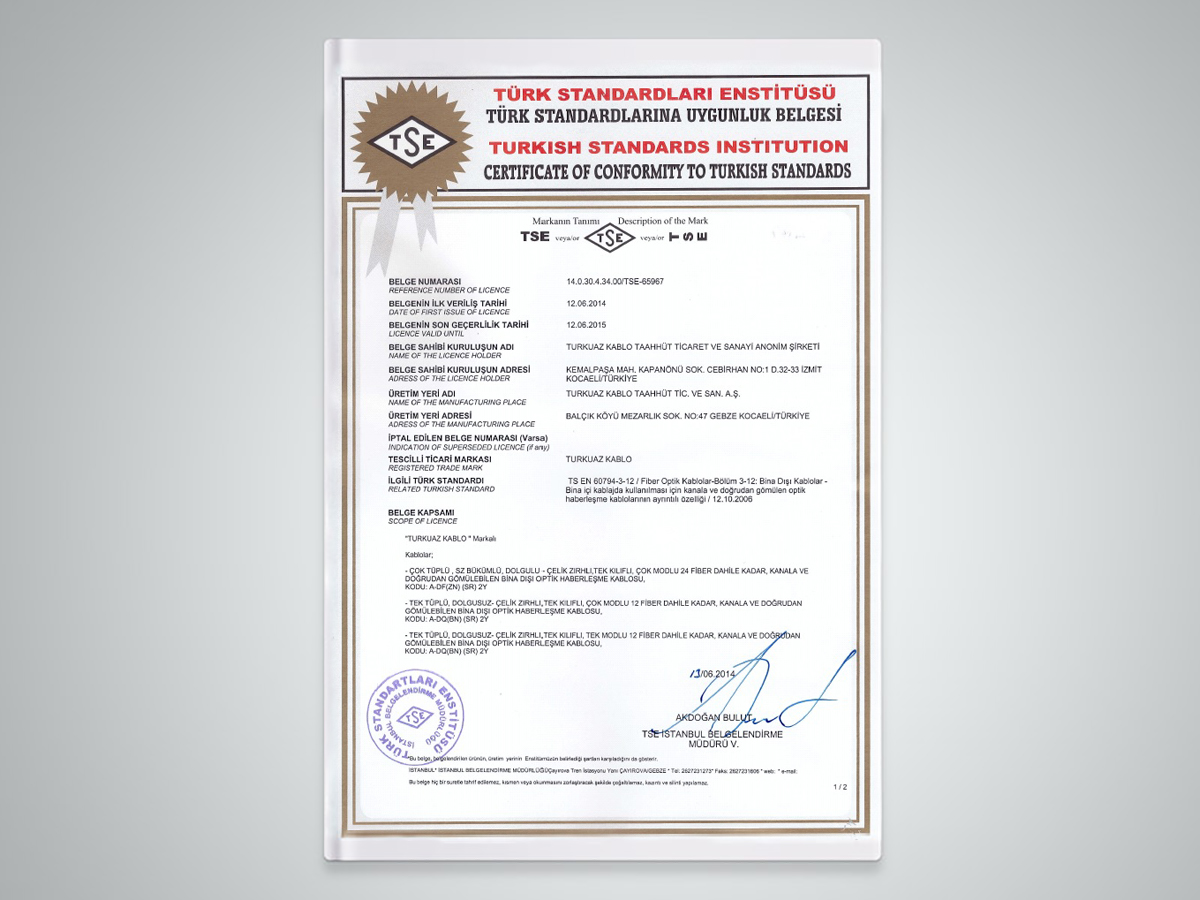 TÜRK STANDARDLARI ENSTİTÜSÜ
TÜRK STANDARDLARINA UYGUNLUK BELGESİ
TURKISH STANDARDS INSTITUTION
CERTIFICATE OF CONFORMITY TO TURKISH STANDARDS
TSE
Markanın Tanımı Description of the Mark
TSE veya/or TSE veya/or TSE
BELGE NUMARASI 14.0.30.4.34.00/TSE-65967
REFERENCE NUMBER OF LICENCE
BELGENİN İLK VERİLİŞ TARİHİ 12.06.2014
DATE OF FIRST ISSUE OF LICENCE
BELGENİN SON GEÇERLİLİK TARİHİ 12.06.2015
LICENCE VALID UNTIL
BELGE SAHİBİ KURULUŞUN ADI TURKUAZ KABLO TAAHHÜT TİCARET VE SANAYİ ANONİM ŞİRKETİ
NAME OF THE LICENCE HOLDER
BELGE SAHİBİ KURULUŞUN ADRESİ KEMALPAŞA MAH. KAPANÖNÜ SOK. CEBİRHAN NO:1 D.32-33 İZMİT
ADRESS OF THE LICENCE HOLDER KOCAELİ/TÜRKİYE
ÜRETİM YERİ ADI TURKUAZ KABLO TAAHHÜT TİC. VE SAN. A.Ş.
NAME OF THE MANUFACTURING PLACE
ÜRETİM YERİ ADRESİ BALÇIK KÖYÜ MEZARLIK SOK. NO:47 GEBZE KOCAELİ/TÜRKİYE
ADRESS OF THE MANUFACTURING PLACE
İPTAL EDİLEN BELGE NUMARASI (Varsa)
INDICATION OF SUPERSEDED LICENCE (if any)
TESCİLLİ TİCARİ MARKASI TURKUAZ KABLO
REGISTERED TRADE MARK
İLGİLİ TÜRK STANDARDI TS EN 60794-3-12 / Fiber Optik Kablolar-Bölüm 3-12: Bina Dışı Kablolar -
RELATED TURKISH STANDARD Bina içi kablajda kullanılması için kanala ve doğrudan gömülen optik
haberleşme kablolarının ayrıntılı özelliği / 12.10.2006
BELGE KAPSAMI
SCOPE OF LICENCE
"TURKUAZ KABLO " Markalı
Kablolar;
- ÇOK TÜPLÜ , SZ BÜKÜMLÜ, DOLGULU - ÇELİK ZIRHLI,TEK KILIFLI, ÇOK MODLU 24 FİBER DAHİLE KADAR, KANALA VE
DOĞRUDAN GÖMÜLEBİLEN BİNA DIŞI OPTİK HABERLEŞME KABLOSU,
KODU: A-DF(ZN) (SR) 2Y
- TEK TÜPLÜ, DOLGUSUZ- ÇELİK ZIRHLI,TEK KILIFLI, ÇOK MODLU 12 FİBER DAHİLE KADAR, KANALA VE DOĞRUDAN
GÖMÜLEBİLEN BİNA DIŞI OPTİK HABERLEŞME KABLOSU,
KODU: A-DQ(BN) (SR) 2Y
- TEK TÜPLÜ, DOLGUSUZ- ÇELİK ZIRHLI,TEK KILIFLI, TEK MODLU 12 FİBER DAHİLE KADAR, KANALA VE DOĞRUDAN
GÖMÜLEBİLEN BİNA DIŞI OPTİK HABERLEŞME KABLOSU,
KODU: A-DQ(BN) (SR) 2Y
/06.2014
AKDOĞAN BULUT
TSE İSTANBUL BELGELENDİRME
MÜDÜRÜ V.
TÜRK STANDARTLARI ENSTİTÜSÜ
İSTANBUL BELGELENDİRME MÜDÜRLÜĞÜ
TSE
Bu belge, belgelendirilen ürünün, üretim yerinin Enstitümüzün belirlediği şartları karşıladığını da gösterir.
İSTANBUL* İSTANBUL BELGELENDİRME MÜDÜRLÜĞÜÇayırova Tren İstasyonu Yanı ÇAYIROVA/GEBZE * Tel: 2627231273* Faks: 2627231606 * web: * e-mail:
Bu belge hiç bir suretle tahrif edilemez, kısmen veya okunmasını zorlaştıracak şekilde çoğaltılamaz, kazıntı ve silinti yapılamaz.
1 / 2